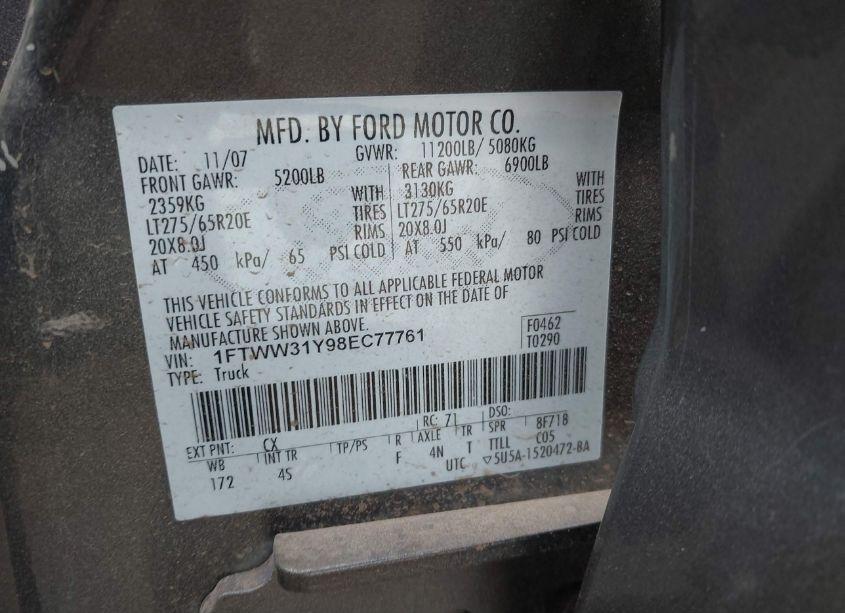 MFD. BY FORD MOTOR CO.
DATE: 11/07 GVWR: 11200LB/ 5080KG
FRONT GAWR: 5200LB REAR GAWR: 6900LB
2359KG WITH 3130KG WITH
LT275/65R20E TIRES LT275/65R20E TIRES
20X8.0J RIMS 20X8.0J RIMS
AT 450 kPa/ 65 PSI COLD AT 550 kPa/ 80 PSI COLD
THIS VEHICLE CONFORMS TO ALL APPLICABLE FEDERAL MOTOR
VEHICLE SAFETY STANDARDS IN EFFECT ON THE DATE OF
MANUFACTURE SHOWN ABOVE.
VIN: 1FTWW31Y98EC77761 F0462
TYPE: Truck T0290
EXT PNT: CX RC: 71 DSO:
WB INT TR TP/PS R AXLE TR SPR 8F718
172 4S F 4N T TTLL C05
UTC ▽5U5A-1520472-BA